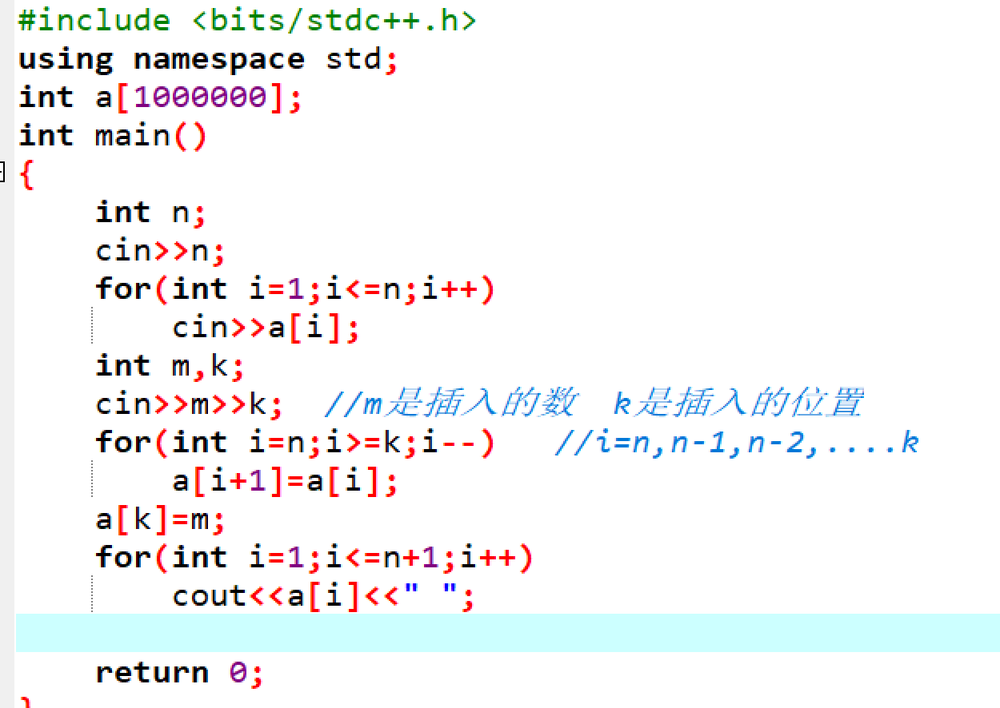 #include <bits/stdc++.h>
using namespace std;
int a[1000000];
int main()
{
    int n;
    cin>>n;
    for(int i=1;i<=n;i++)
        cin>>a[i];
    int m,k;
    cin>>m>>k;  //m是插入的数  k是插入的位置
    for(int i=n;i>=k;i--)   //i=n,n-1,n-2,....k
        a[i+1]=a[i];
    a[k]=m;
    for(int i=1;i<=n+1;i++)
        cout<<a[i]<<" ";
    return 0;
}